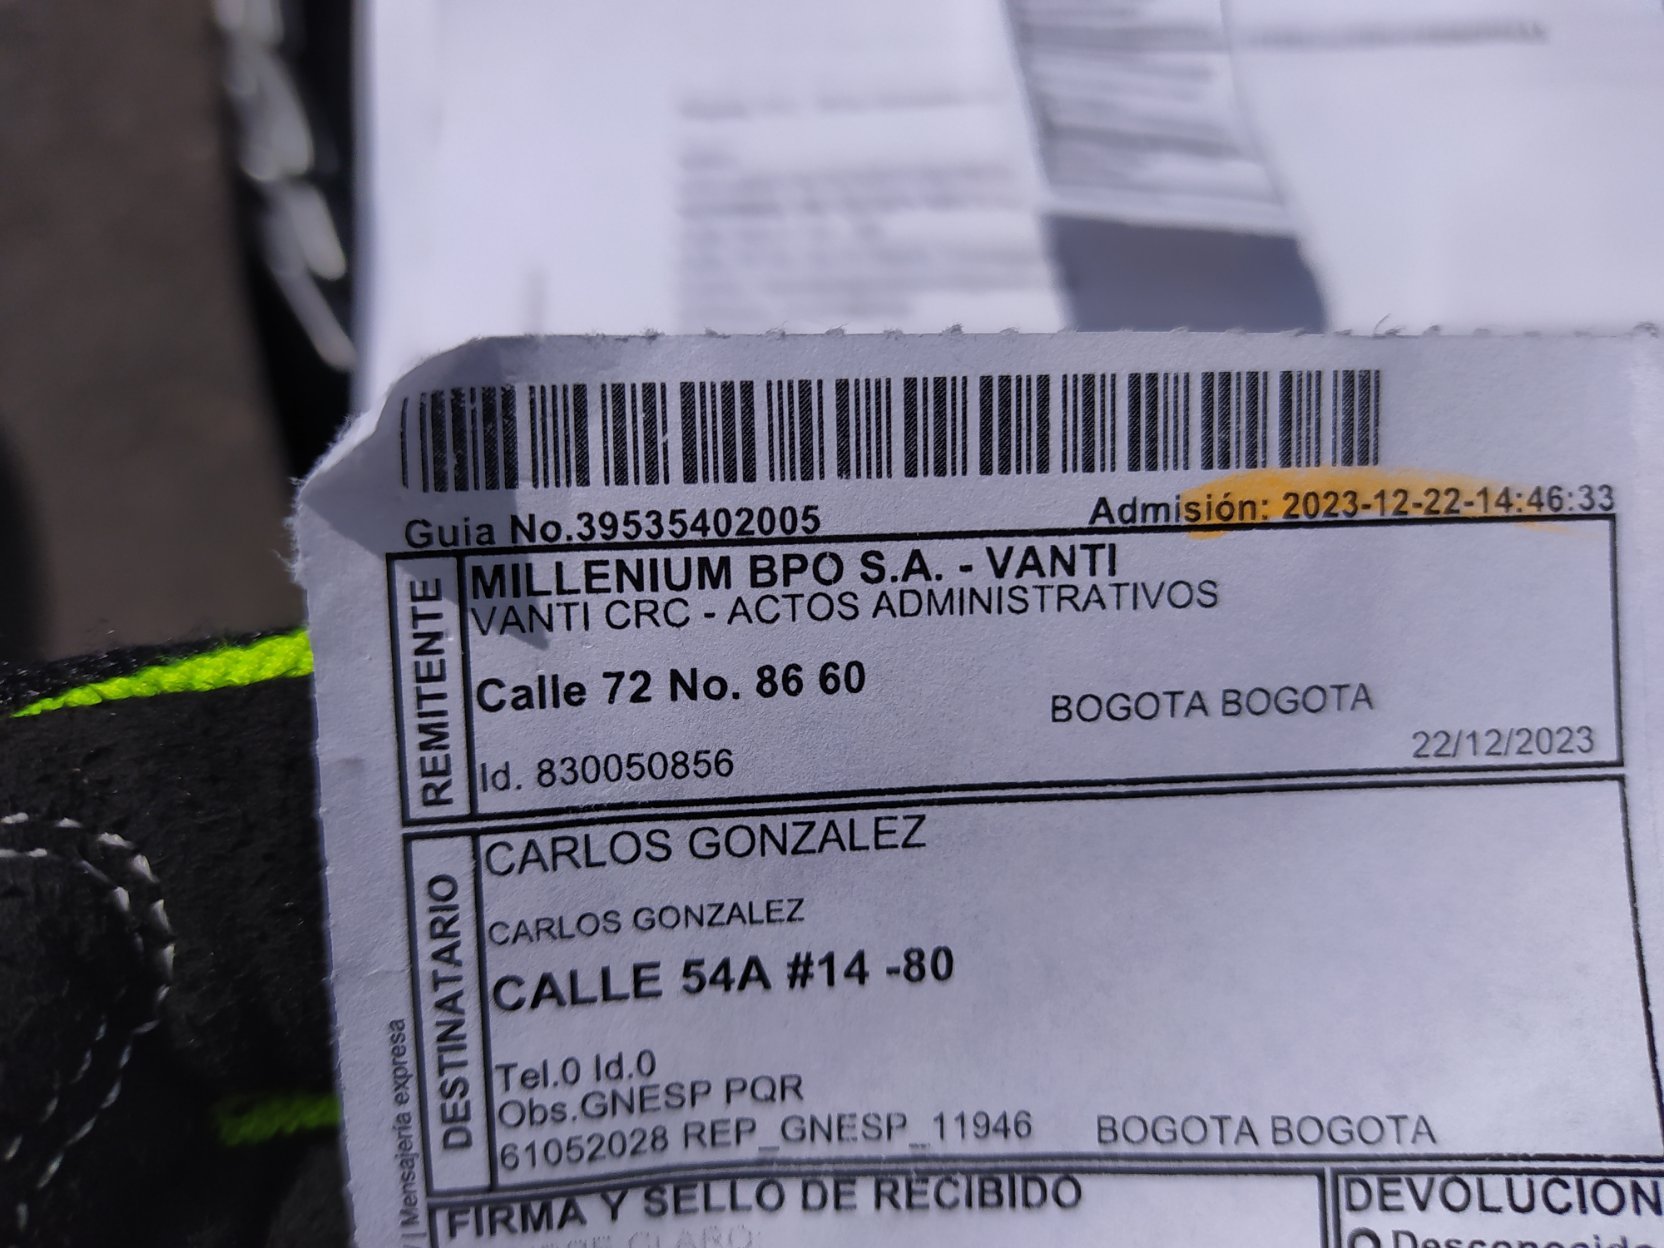 Guia No.39535402005
Admisión: 2023-12-22-14:46:33
REMITENTE
MILLENIUM BPO S.A. - VANTI
VANTI CRC - ACTOS ADMINISTRATIVOS
Calle 72 No. 86 60
BOGOTA BOGOTA
Id. 830050856
22/12/2023
DESTINATARIO
CARLOS GONZALEZ
CARLOS GONZALEZ
CALLE 54A #14 -80
Tel.0 Id.0
Obs.GNESP PQR
61052028 REP_GNESP_11946
BOGOTA BOGOTA
/ Mensajería expresa
FIRMA Y SELLO DE RECIBIDO
DEVOLUCION
Desconocido